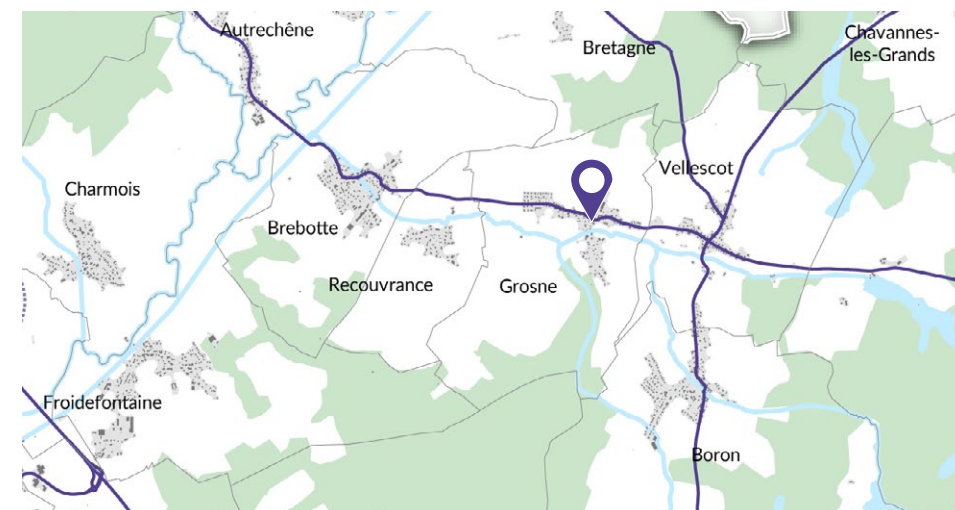 Autrechêne
Bretagne
Chavannes-
les-Grands
Charmois
Vellescot
Brebotte
Recouvrance
Grosne
Froidefontaine
Boron